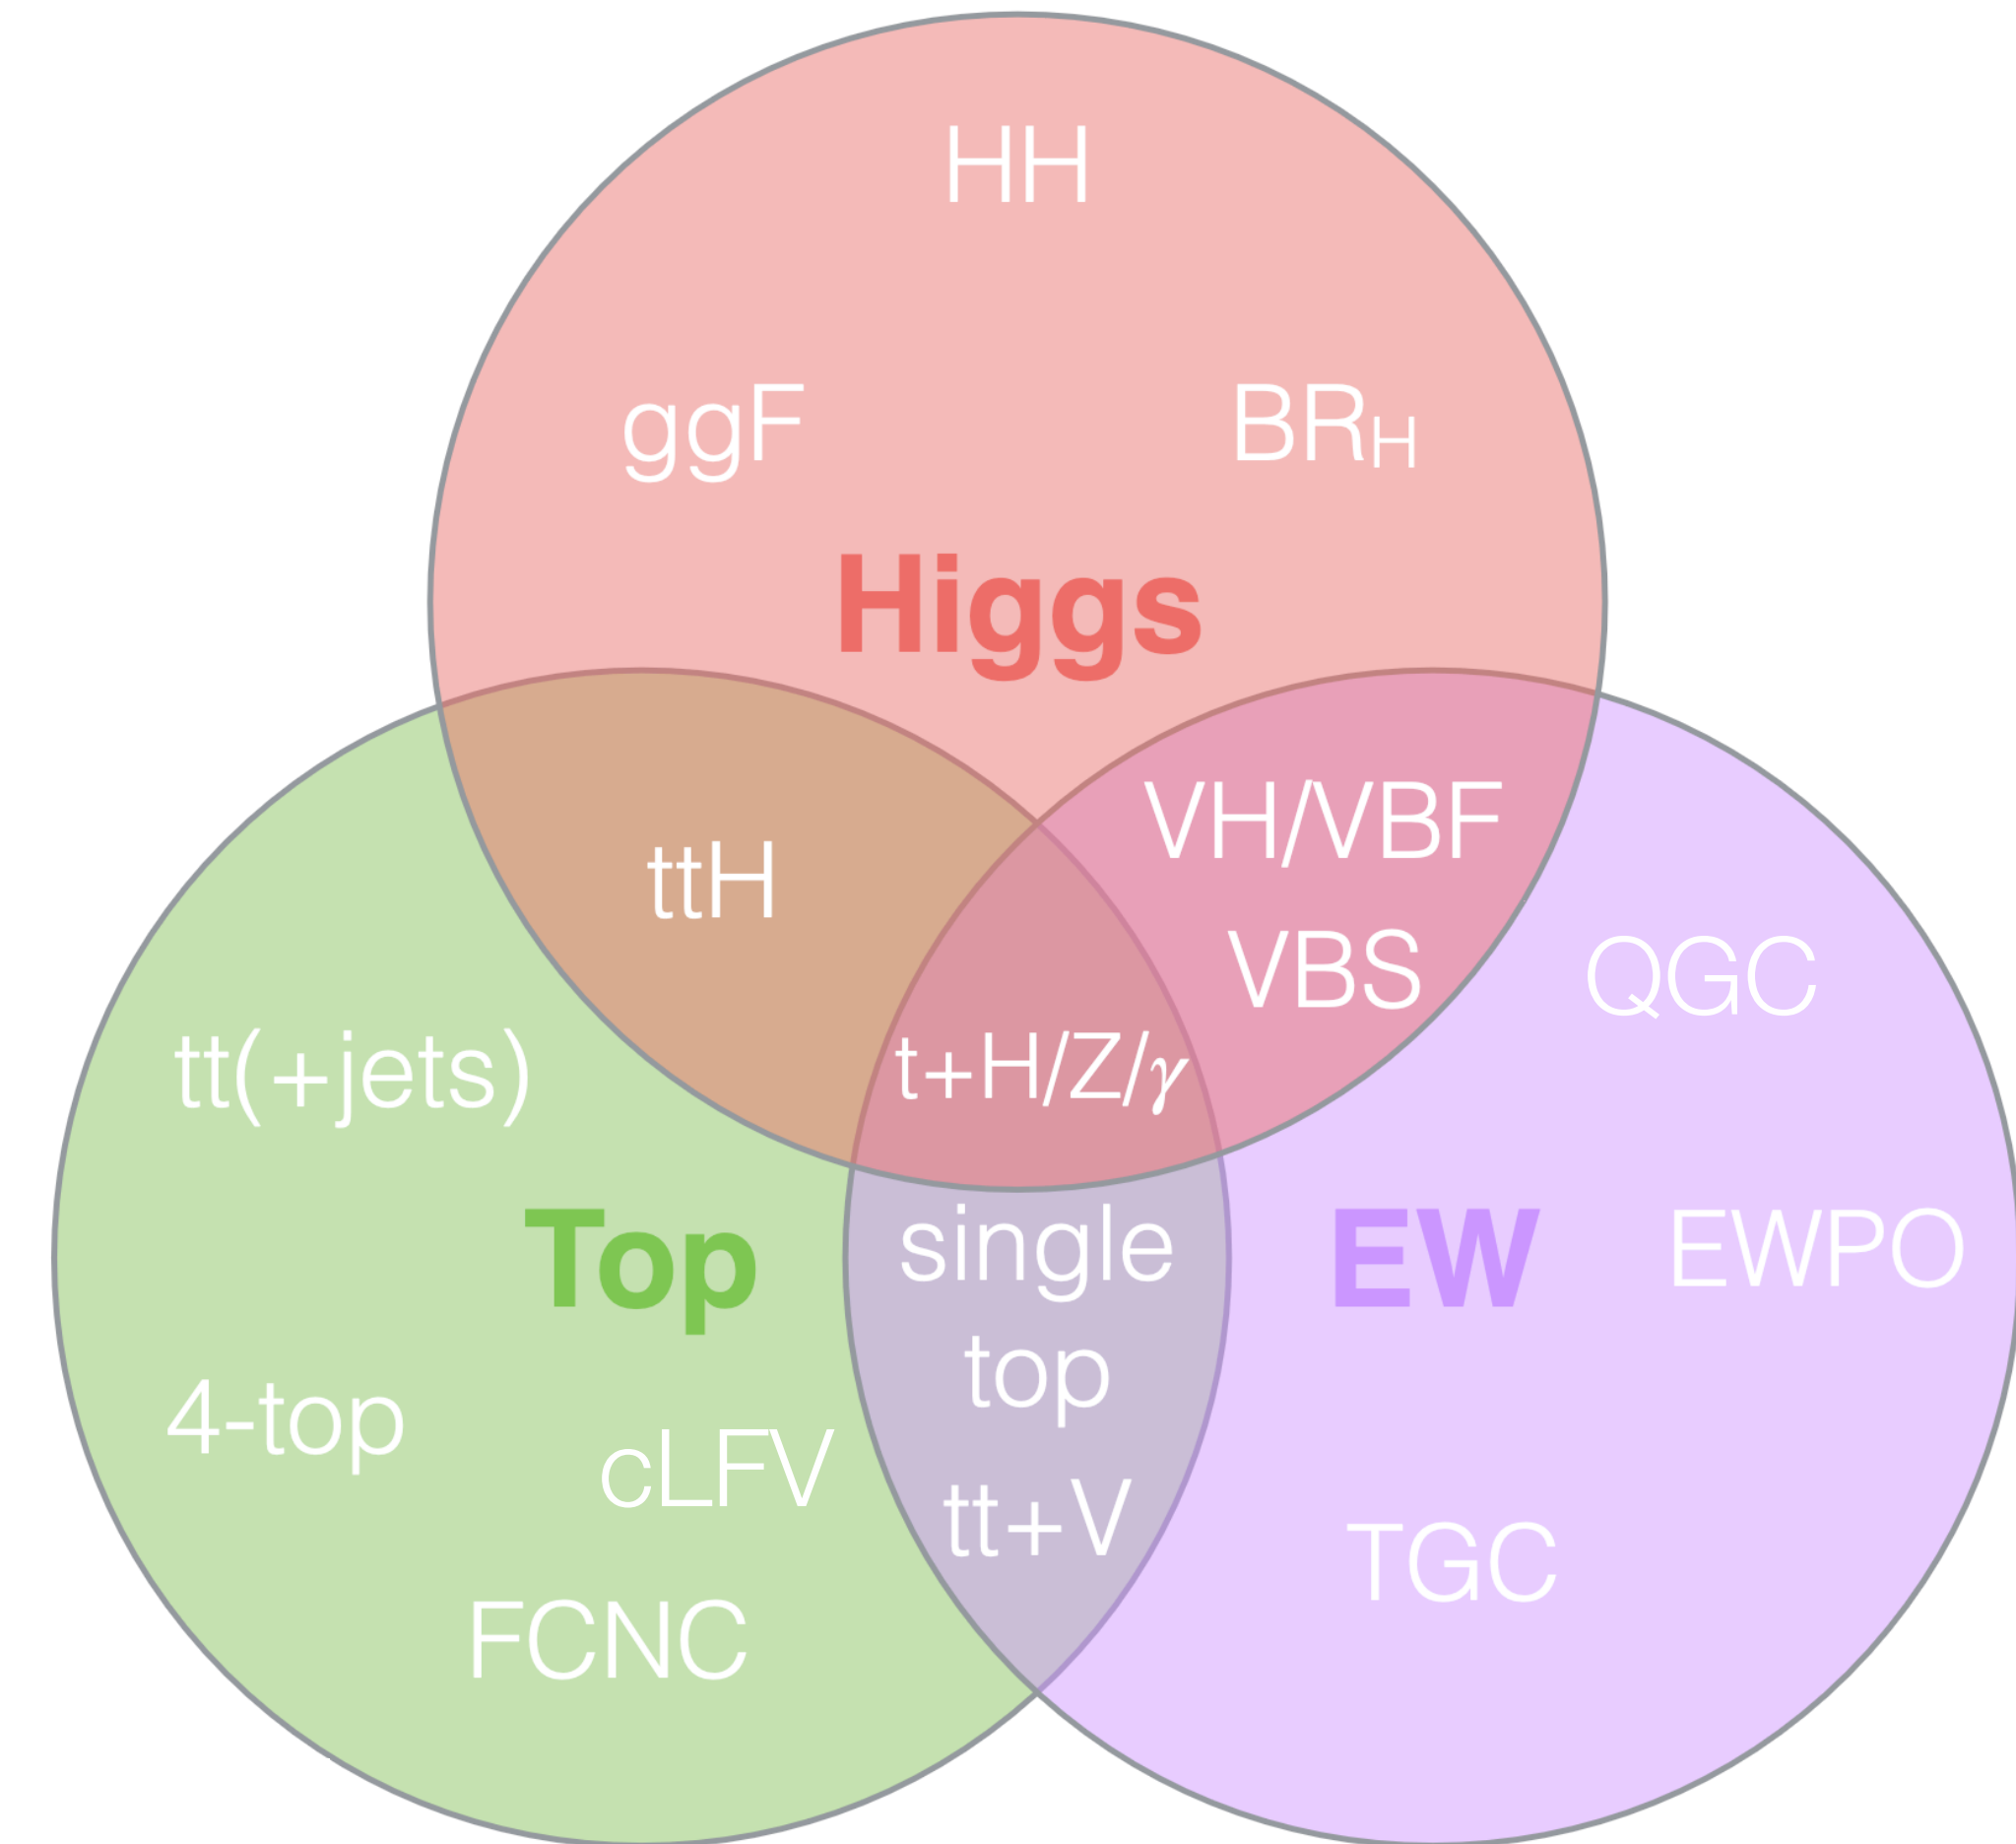 HH
ggF
BRH
Higgs
VH/VBF
ttH
VBS
QGC
tt(+jets)
t+H/Z/γ
Top
single
top
tt+V
EW
EWPO
4-top
cLFV
TGC
FCNC